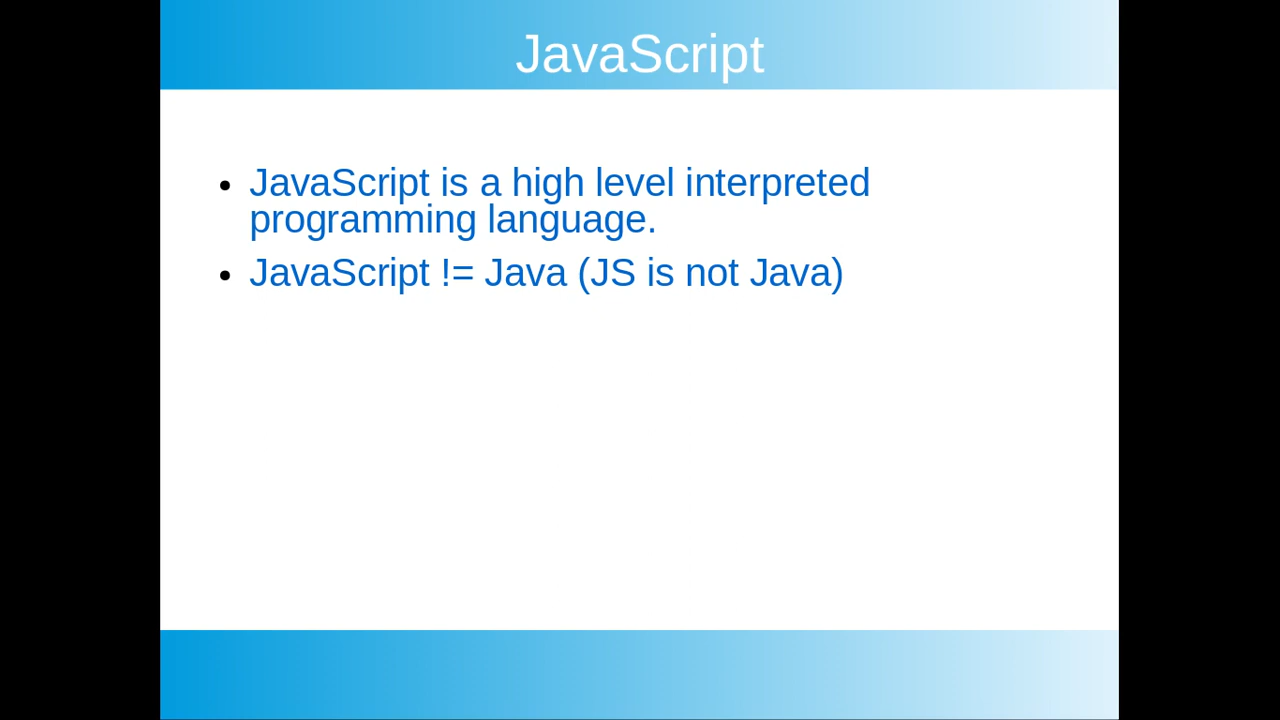 JavaScript
• JavaScript is a high level interpreted
programming language.
• JavaScript != Java (JS is not Java)